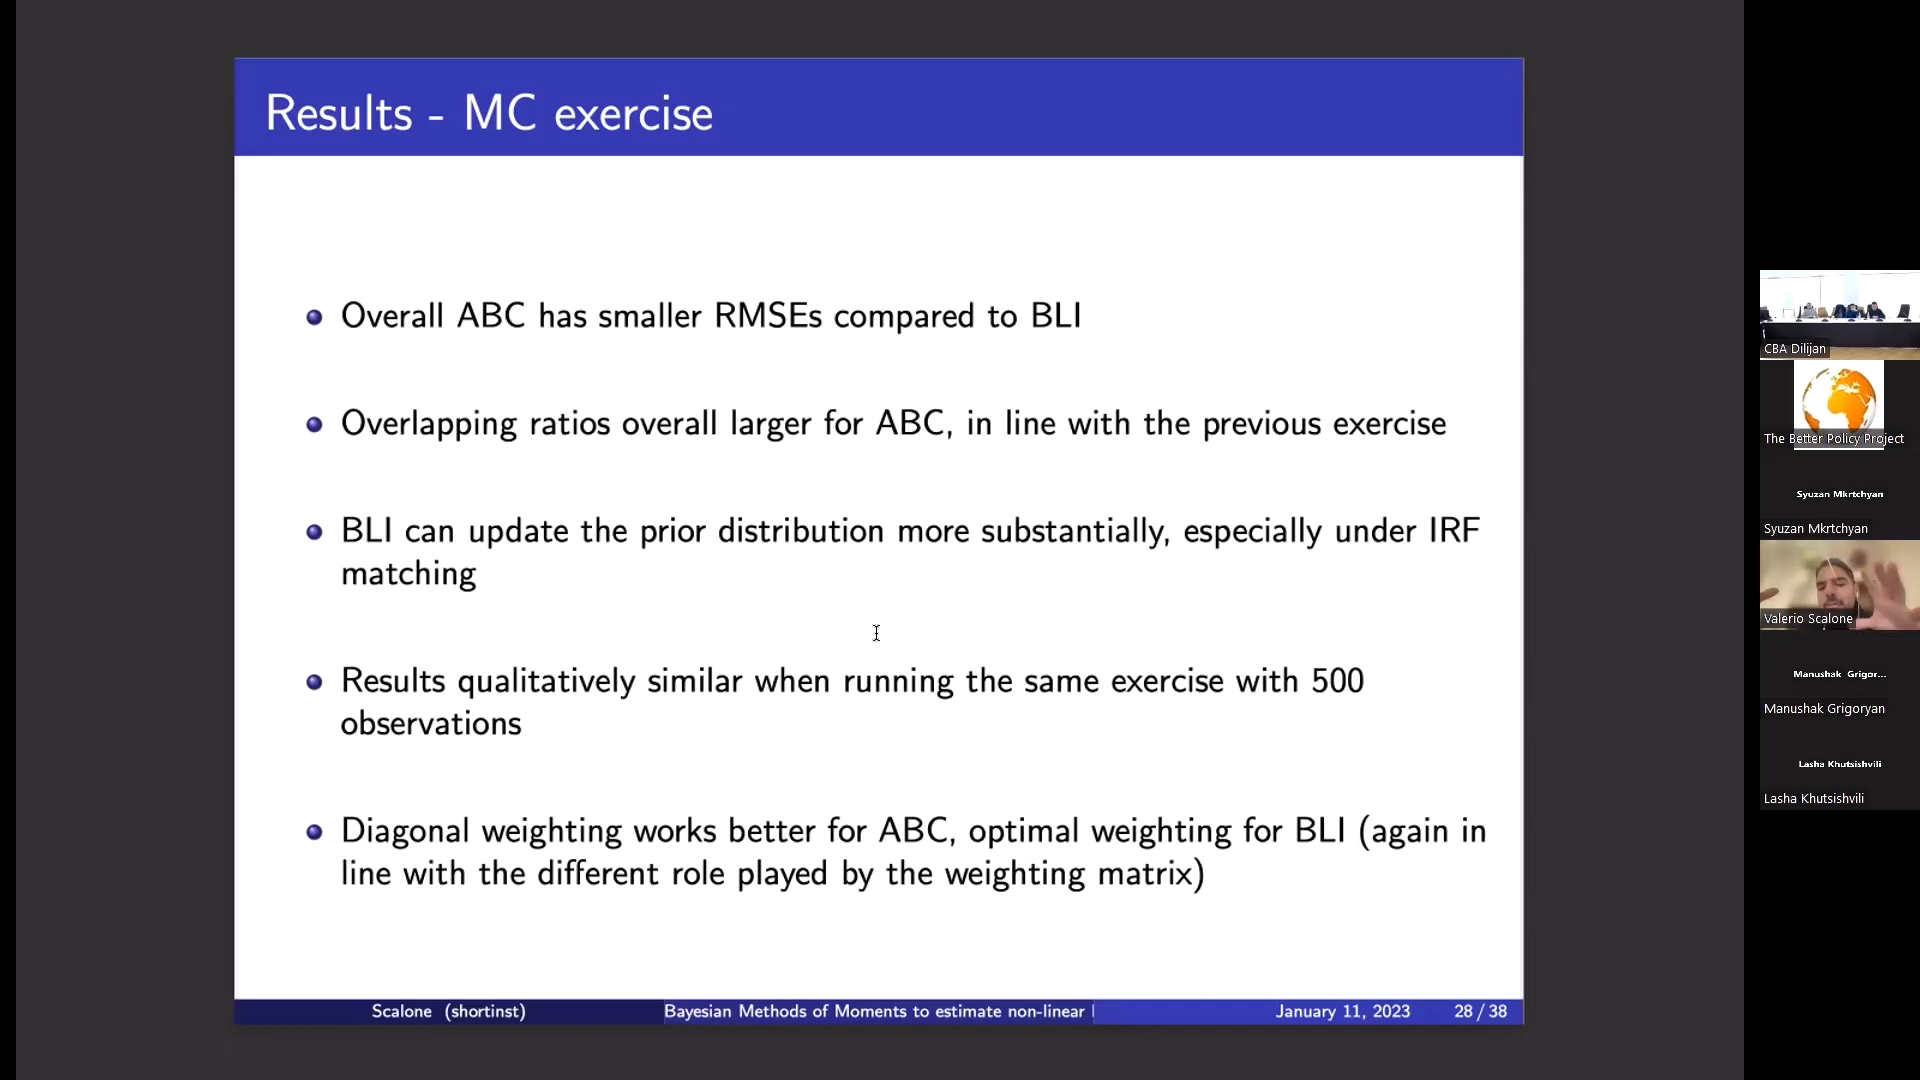 Results - MC exercise
Overall ABC has smaller RMSEs compared to BLI
Overlapping ratios overall larger for ABC, in line with the previous exercise
BLI can update the prior distribution more substantially, especially under IRF
matching
Results qualitatively similar when running the same exercise with 500
observations
Diagonal weighting works better for ABC, optimal weighting for BLI (again in
line with the different role played by the weighting matrix)
Scalone (shortinst)
Bayesian Methods of Moments to estimate non-linear
January 11, 2023
28 / 38
CBA Dilijan
The Better Policy Project
Syuzan Mkrtchyan
Syuzan Mkrtchyan
Valerio Scalone
Manushak Grigor...
Manushak Grigoryan
Lasha Khutsishvili
Lasha Khutsishvili